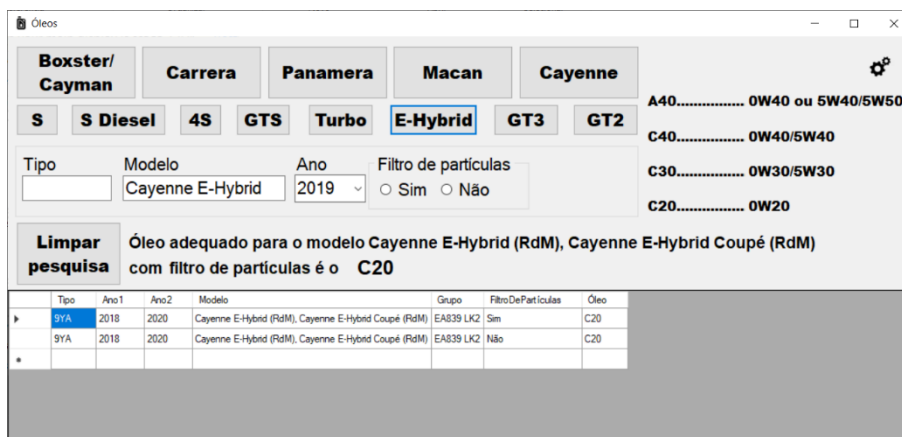 Óleos
Boxster/
Cayman
Carrera
Panamera
Macan
Cayenne
S
S Diesel
4S
GTS
Turbo
E-Hybrid
GT3
GT2
A40................ 0W40 ou 5W40/5W50
C40................ 0W40/5W40
C30................ 0W30/5W30
C20................ 0W20
Tipo
Modelo
Ano
Filtro de partículas
Cayenne E-Hybrid
2019
Sim
Não
Limpar
pesquisa
Óleo adequado para o modelo Cayenne E-Hybrid (RdM), Cayenne E-Hybrid Coupé (RdM)
com filtro de partículas é o C20
Tipo Ano1 Ano2 Modelo Grupo FiltroDePartículas Óleo
9YA 2018 2020 Cayenne E-Hybrid (RdM), Cayenne E-Hybrid Coupé (RdM) EA839 LK2 Sim C20
9YA 2018 2020 Cayenne E-Hybrid (RdM), Cayenne E-Hybrid Coupé (RdM) EA839 LK2 Não C20